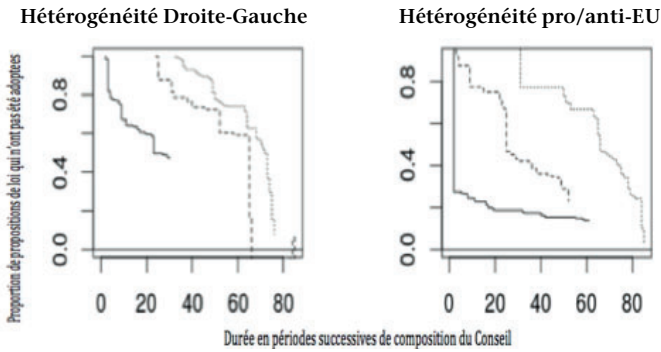 Hétérogénéité Droite-Gauche
Hétérogénéité pro/anti-EU
Proportion de propositions de loi qui n'ont pas été adoptees
0.8
0.4
0.0
0 20 40 60 80
0.8
0.4
0.0
0 20 40 60 80
Durée en périodes successives de composition du Conseil